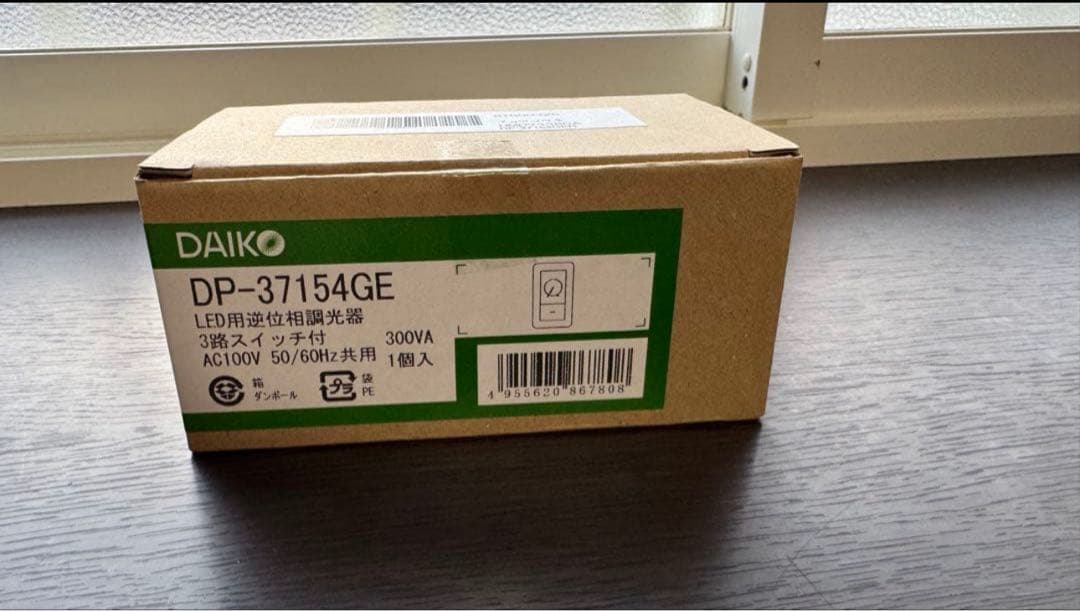 DAIKO
DP-37154GE
LED用逆位相調光器
3路スイッチ付 300VA
AC100V 50/60Hz共用 1個入
箱
ダンボール
プラ
袋
PE
4 955620 867808